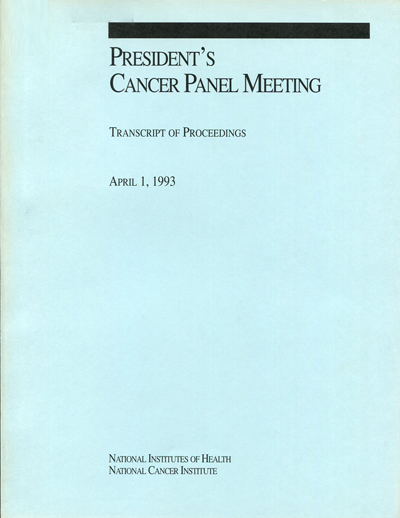 PRESIDENT'S
CANCER PANEL MEETING
TRANSCRIPT OF PROCEEDINGS
APRIL 1, 1993
NATIONAL INSTITUTES OF HEALTH
NATIONAL CANCER INSTITUTE